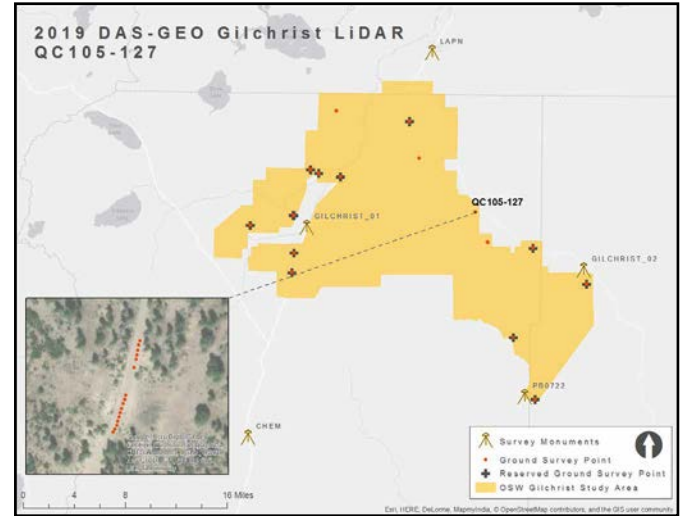 2019 DAS-GEO Gilchrist LiDAR
QC105-127
LAPN
QC105-127
GILCHRIST_01
GILCHRIST_02
PB0722
CHEM
Survey Monuments
Ground Survey Point
Reserved Ground Survey Point
OSW Gilchrist Study Area
0 4 8 16 Miles
Esri, HERE, DeLorme, MapmyIndia, © OpenStreetMap contributors, and the GIS user community